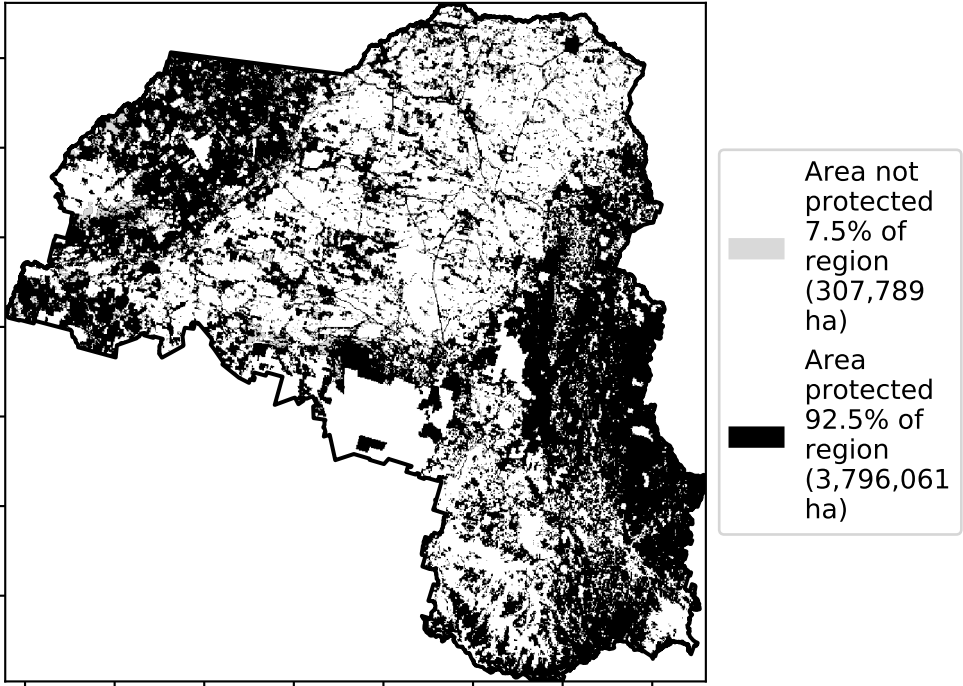 Area not
protected
7.5% of
region
(307,789
ha)
Area
protected
92.5% of
region
(3,796,061
ha)